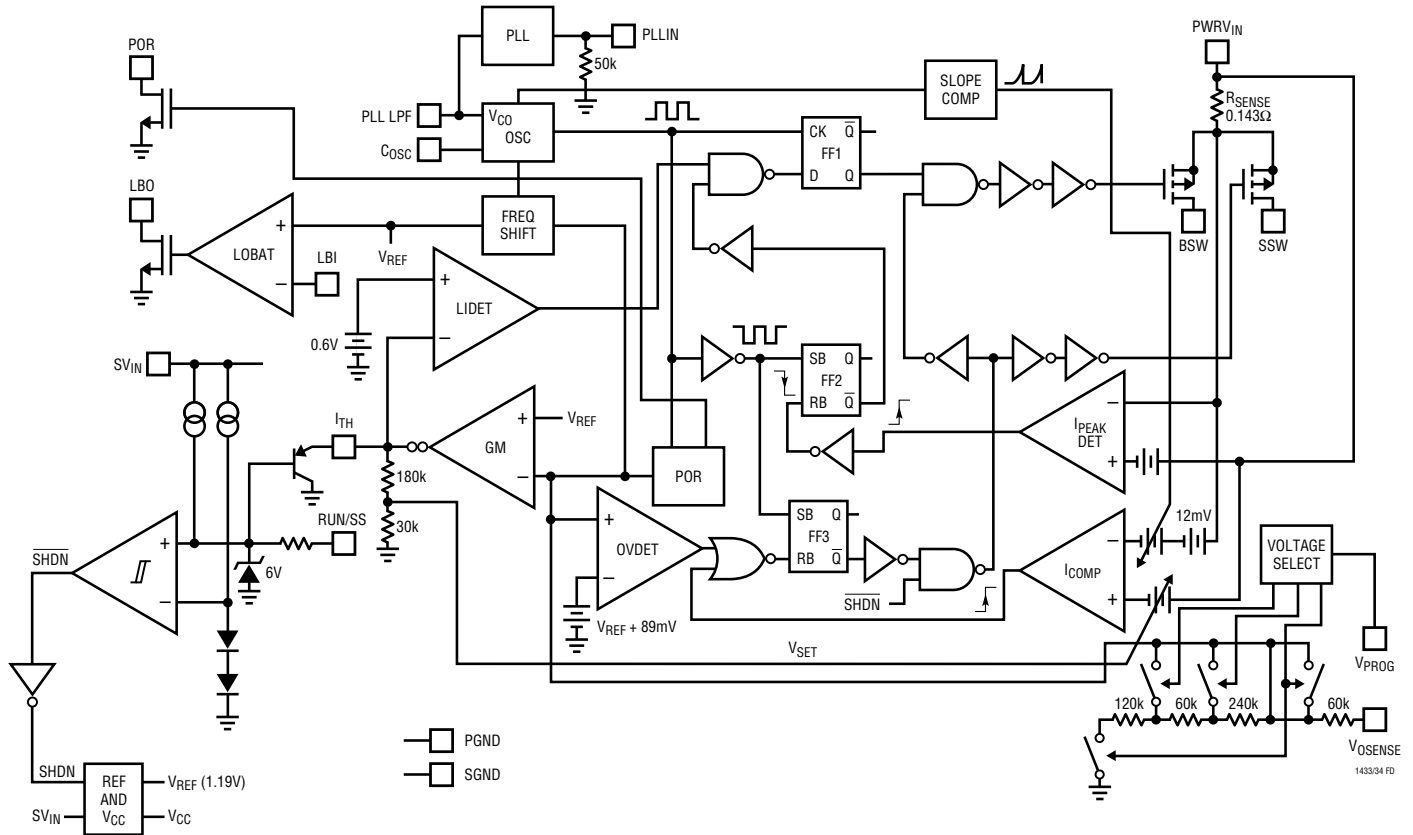 POR
PLL
PLLIN
50k
PWRVIN
SLOPE
COMP
RSENSE
0.143Ω
PLL LPF
VCO
OSC
COSC
CK Q̅
FF1
D Q
LBO
BSW
SSW
LOBAT
+
−
FREQ
SHIFT
VREF
LBI
+
LIDET
−
0.6V
SVIN
SB Q
FF2
RB Q̅
ITH
+
GM
−
VREF
−
IPEAK
DET
+
180k
POR
30k
RUN/SS
+
−
6V
S̅H̅D̅N̅
+
OVDET
−
SB Q
FF3
RB Q̅
S̅H̅D̅N̅
12mV
−
ICOMP
+
VOLTAGE
SELECT
VREF + 89mV
VSET
VPROG
120k
60k
240k
60k
VOSENSE
1433/34 FD
PGND
SGND
SHDN
REF
AND
VCC
VREF (1.19V)
SVIN
VCC